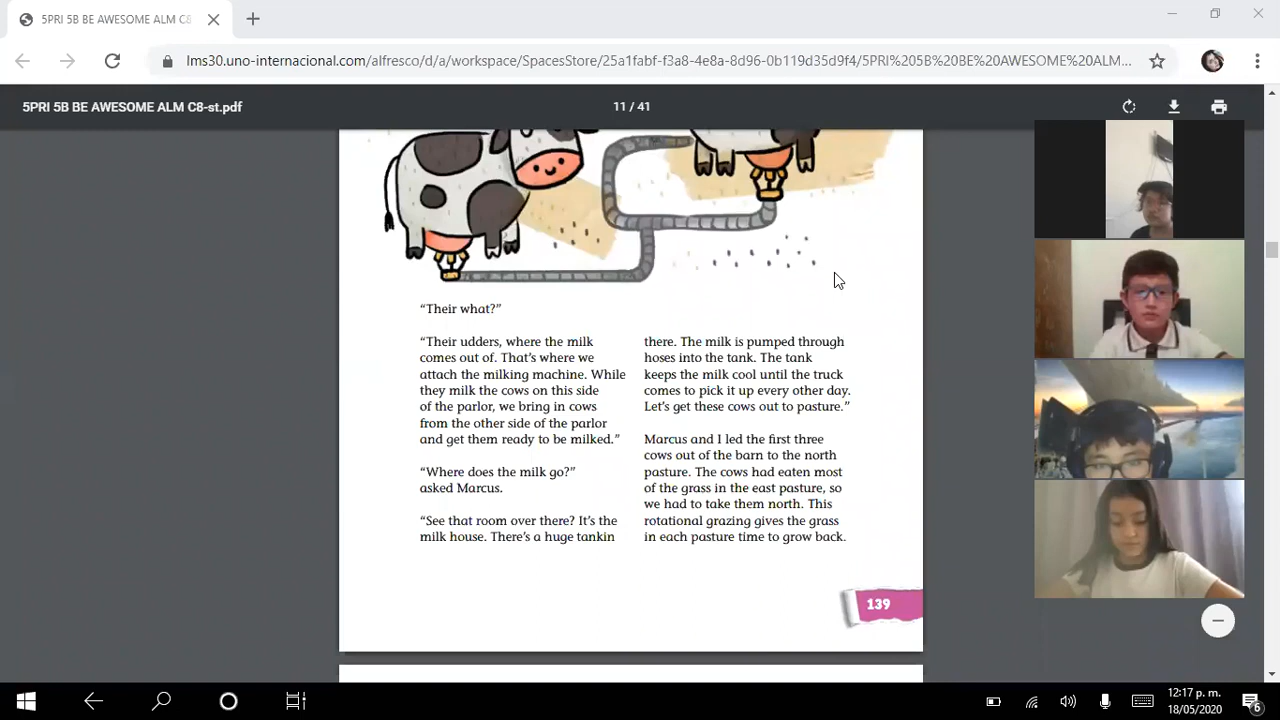 5PRI 5B BE AWESOME ALM C8
lms30.uno-internacional.com/alfresco/d/a/workspace/SpacesStore/25a1fabf-f3a8-4e8a-8d96-0b119d35d9f4/5PRI%205B%20BE%20AWESOME%20ALM...
5PRI 5B BE AWESOME ALM C8-st.pdf
11 / 41
“Their what?”
“Their udders, where the milk
comes out of. That’s where we
attach the milking machine. While
they milk the cows on this side
of the parlor, we bring in cows
from the other side of the parlor
and get them ready to be milked.”
“Where does the milk go?”
asked Marcus.
“See that room over there? It’s the
milk house. There’s a huge tankin
there. The milk is pumped through
hoses into the tank. The tank
keeps the milk cool until the truck
comes to pick it up every other day.
Let’s get these cows out to pasture.”
Marcus and I led the first three
cows out of the barn to the north
pasture. The cows had eaten most
of the grass in the east pasture, so
we had to take them north. This
rotational grazing gives the grass
in each pasture time to grow back.
139
12:17 p. m.
18/05/2020
6